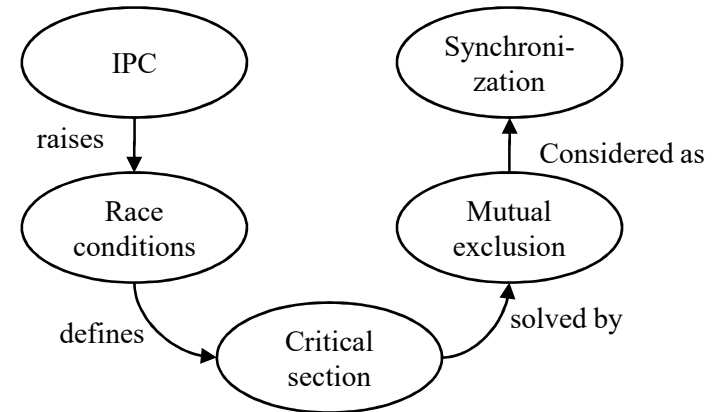 IPC
raises
Race
conditions
defines
Critical
section
solved by
Mutual
exclusion
Considered as
Synchroni-
zation